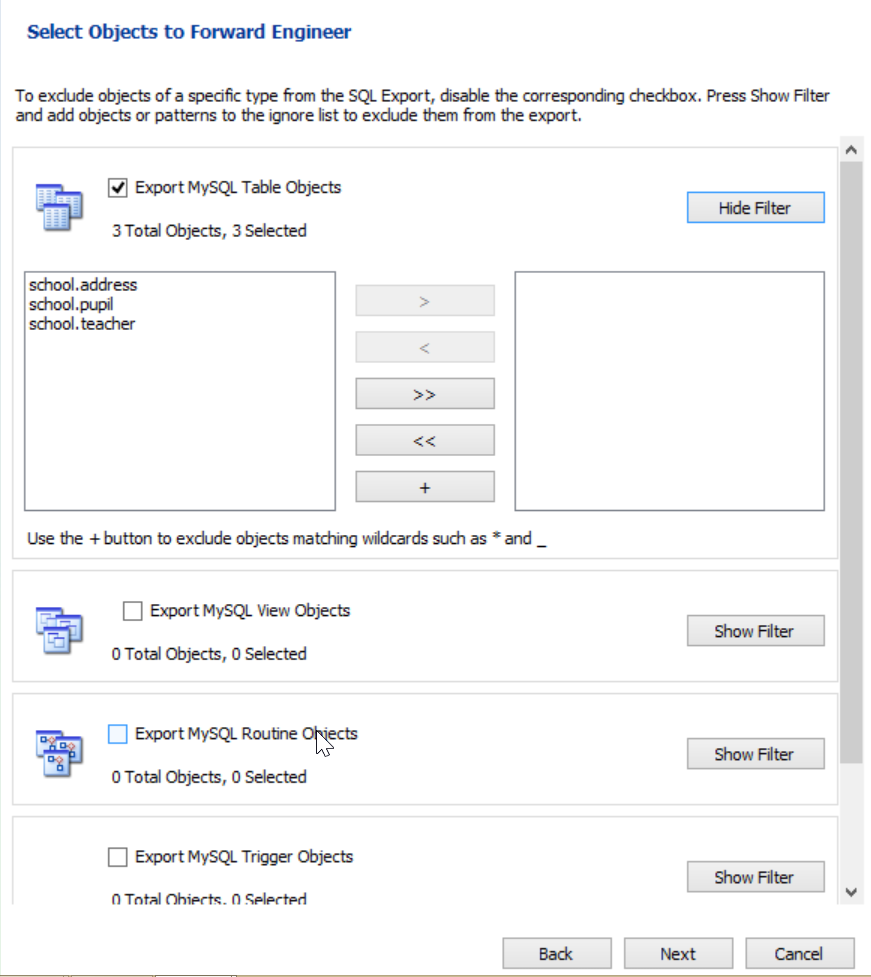 Select Objects to Forward Engineer
To exclude objects of a specific type from the SQL Export, disable the corresponding checkbox. Press Show Filter
and add objects or patterns to the ignore list to exclude them from the export.
Export MySQL Table Objects
Hide Filter
3 Total Objects, 3 Selected
school.address
school.pupil
school.teacher
>
<
>>
<<
+
Use the + button to exclude objects matching wildcards such as * and _
Export MySQL View Objects
Show Filter
0 Total Objects, 0 Selected
Export MySQL Routine Objects
Show Filter
0 Total Objects, 0 Selected
Export MySQL Trigger Objects
Show Filter
0 Total Objects, 0 Selected
Back
Next
Cancel